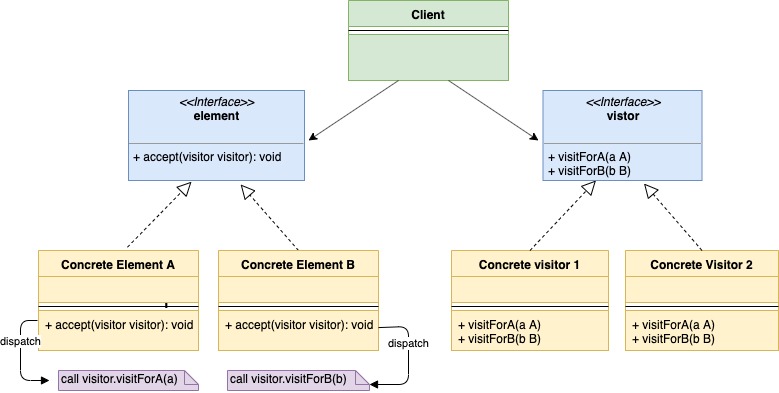 Client
<<Interface>>
element
+ accept(visitor visitor): void
<<Interface>>
vistor
+ visitForA(a A)
+ visitForB(b B)
Concrete Element A
+ accept(visitor visitor): void
Concrete Element B
+ accept(visitor visitor): void
Concrete visitor 1
+ visitForA(a A)
+ visitForB(b B)
Concrete Visitor 2
+ visitForA(a A)
+ visitForB(b B)
dispatch
dispatch
call visitor.visitForA(a)
call visitor.visitForB(b)